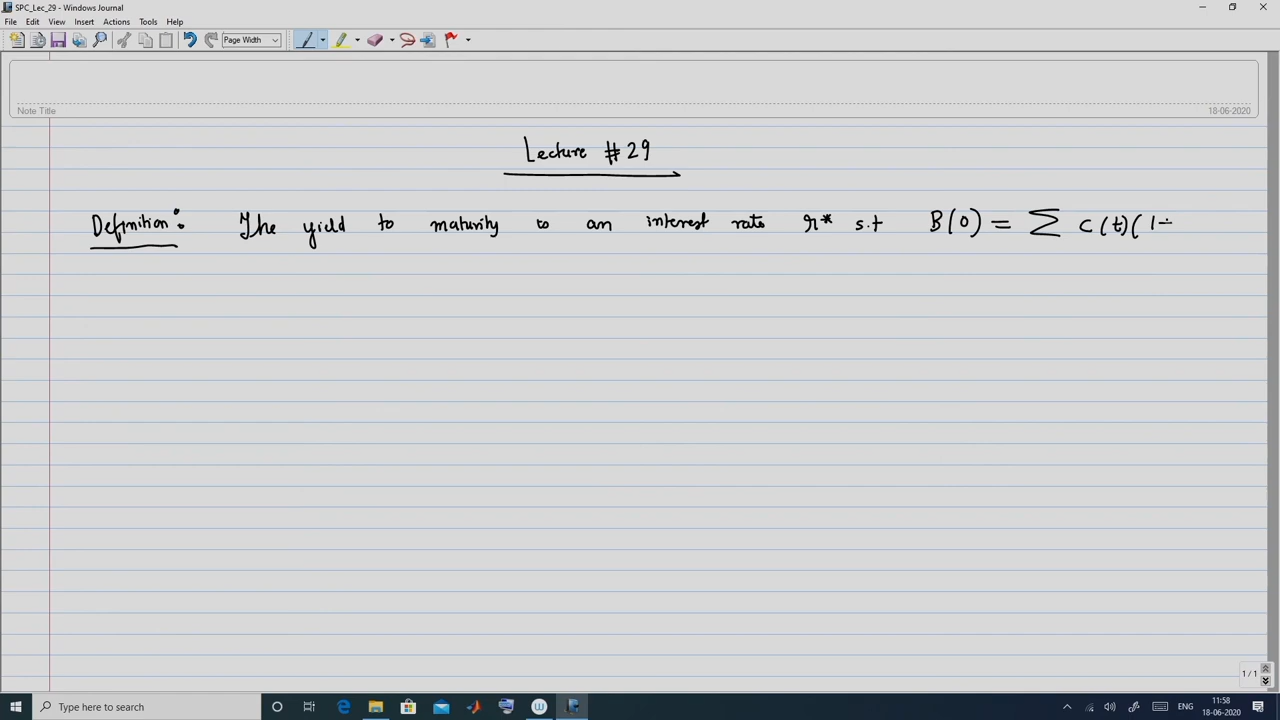 SPC_Lec_29 - Windows Journal
File Edit View Insert Actions Tools Help
Page Width
Note Title
18-06-2020
Lecture #29
Definition: The yield to maturity to an interest rate r* s.t B(0) = ∑ C(t)(1+
1/1
Type here to search
ENG
11:58
18-06-2020